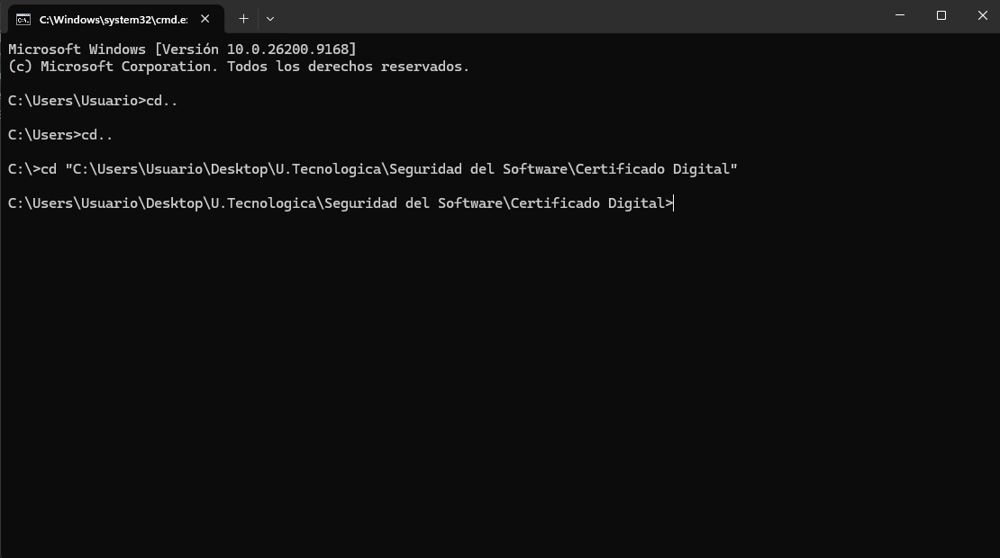 C:\Windows\system32\cmd.e
Microsoft Windows [Versión 10.0.26200.9168]
(c) Microsoft Corporation. Todos los derechos reservados.
C:\Users\Usuario>cd..
C:\Users>cd..
C:\>cd "C:\Users\Usuario\Desktop\U.Tecnologica\Seguridad del Software\Certificado Digital"
C:\Users\Usuario\Desktop\U.Tecnologica\Seguridad del Software\Certificado Digital>